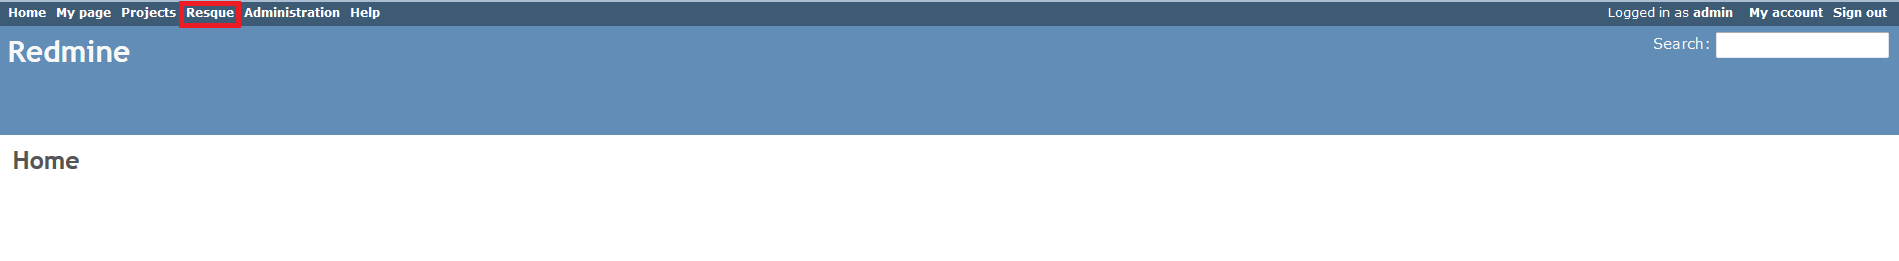 Home My page Projects Resque Administration Help Logged in as admin My account Sign out
Redmine Search:
Home